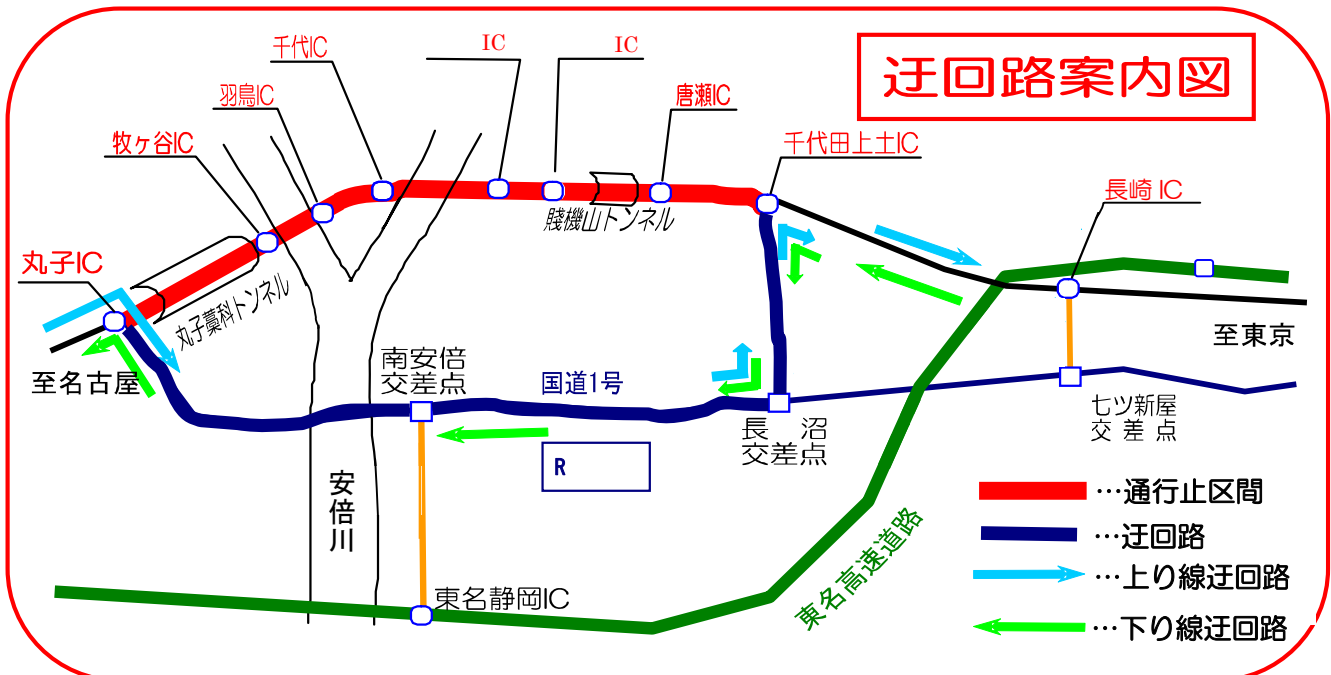 迂回路案内図
千代IC
IC
IC
羽鳥IC
唐瀬IC
牧ヶ谷IC
千代田上土IC
長崎 IC
賤機山トンネル
丸子IC
丸子藁科トンネル
至東京
至名古屋
南安倍
交差点
国道1号
七ツ新屋
交 差 点
長 沼
交差点
R
安倍川
東名高速道路
東名静岡IC
…通行止区間
…迂回路
…上り線迂回路
…下り線迂回路